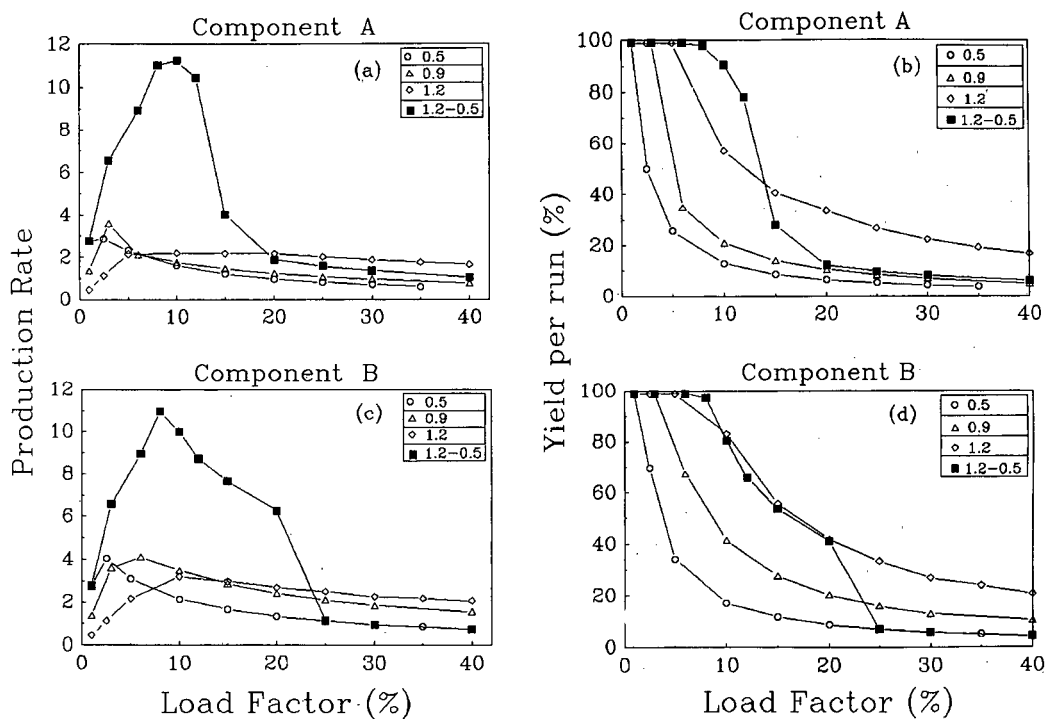 Component A
(a)
0.5
0.9
1.2
1.2-0.5
12
10
8
6
4
2
0
0 10 20 30 40
Component A
(b)
0.5
0.9
1.2
1.2-0.5
100
80
60
40
20
0
0 10 20 30 40
Production Rate
Yield per run (%)
Component B
(c)
0.5
0.9
1.2
1.2-0.5
12
10
8
6
4
2
0
0 10 20 30 40
Load Factor (%)
Component B
(d)
0.5
0.9
1.2
1.2-0.5
100
80
60
40
20
0
0 10 20 30 40
Load Factor (%)